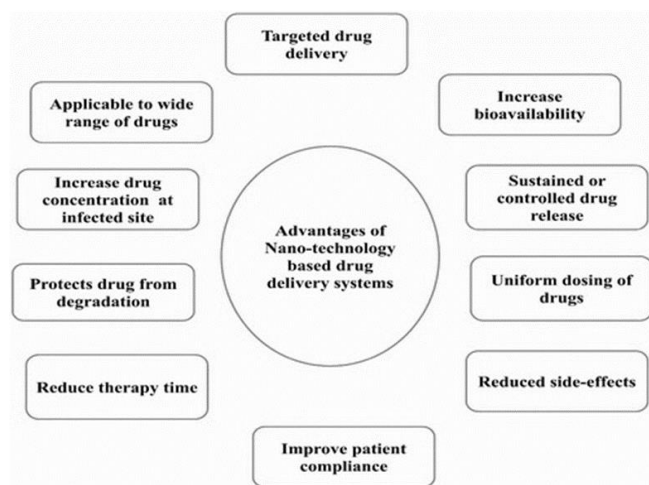 Targeted drug
delivery
Applicable to wide
range of drugs
Increase
bioavailability
Increase drug
concentration at
infected site
Sustained or
controlled drug
release
Advantages of
Nano-technology
based drug
delivery systems
Protects drug from
degradation
Uniform dosing of
drugs
Reduce therapy time
Reduced side-effects
Improve patient
compliance